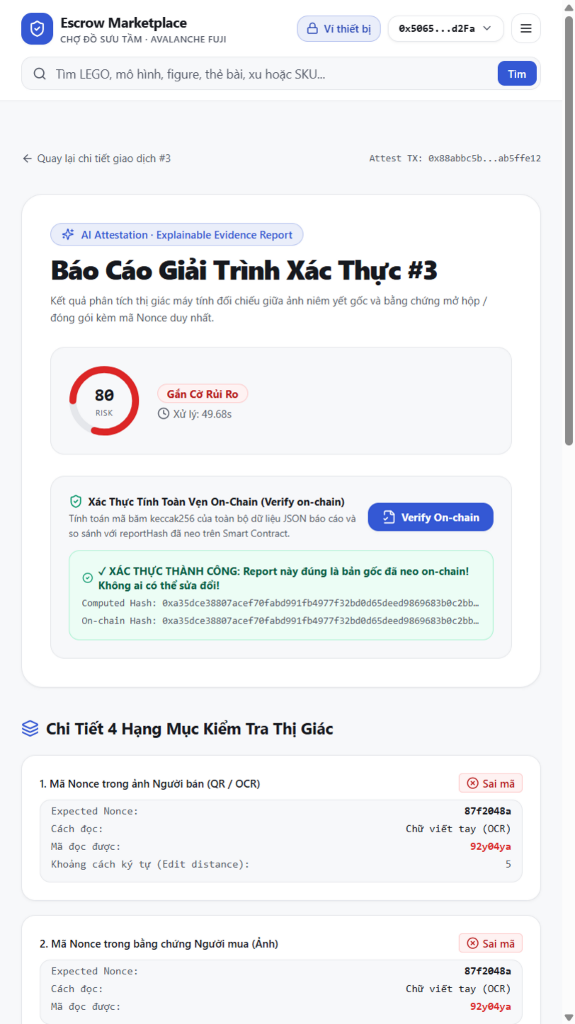 Escrow Marketplace
CHỢ ĐỒ SƯU TẦM · AVALANCHE FUJI
Ví thiết bị
0x5065...d2Fa
Tìm LEGO, mô hình, figure, thẻ bài, xu hoặc SKU...
Tìm
← Quay lại chi tiết giao dịch #3
Attest TX: 0x88abbc5b...ab5ffe12
AI Attestation · Explainable Evidence Report
Báo Cáo Giải Trình Xác Thực #3
Kết quả phân tích thị giác máy tính đối chiếu giữa ảnh niêm yết gốc và bằng chứng mở hộp /
đóng gói kèm mã Nonce duy nhất.
80
RISK
Gắn Cờ Rủi Ro
Xử lý: 49.68s
Xác Thực Tính Toàn Vẹn On-Chain (Verify on-chain)
Tính toán mã băm keccak256 của toàn bộ dữ liệu JSON báo cáo và
so sánh với reportHash đã neo trên Smart Contract.
Verify On-chain
✓ XÁC THỰC THÀNH CÔNG: Report này đúng là bản gốc đã neo on-chain!
Không ai có thể sửa đổi!
Computed Hash: 0xa35dce38807acef70fabd991fb4977f32bd0d65deed9869683b0c2bb…
On-chain Hash: 0xa35dce38807acef70fabd991fb4977f32bd0d65deed9869683b0c2bb…
Chi Tiết 4 Hạng Mục Kiểm Tra Thị Giác
1. Mã Nonce trong ảnh Người bán (QR / OCR)
Sai mã
Expected Nonce: 87f2048a
Cách đọc: Chữ viết tay (OCR)
Mã đọc được: 92y04ya
Khoảng cách ký tự (Edit distance): 5
2. Mã Nonce trong bằng chứng Người mua (Ảnh)
Sai mã
Expected Nonce: 87f2048a
Cách đọc: Chữ viết tay (OCR)
Mã đọc được: 92y04ya